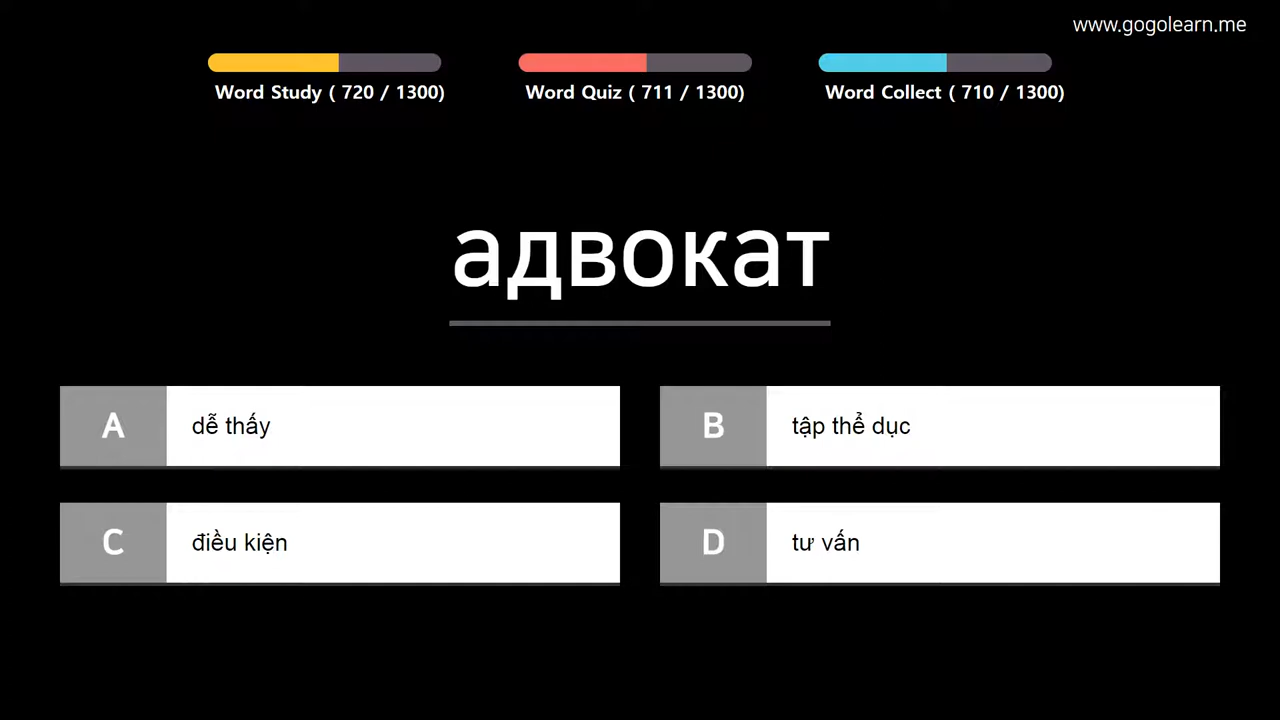 www.gogolearn.me
Word Study ( 720 / 1300)
Word Quiz ( 711 / 1300)
Word Collect ( 710 / 1300)
адвокат
A dễ thấy
B tập thể dục
C điều kiện
D tư vấn